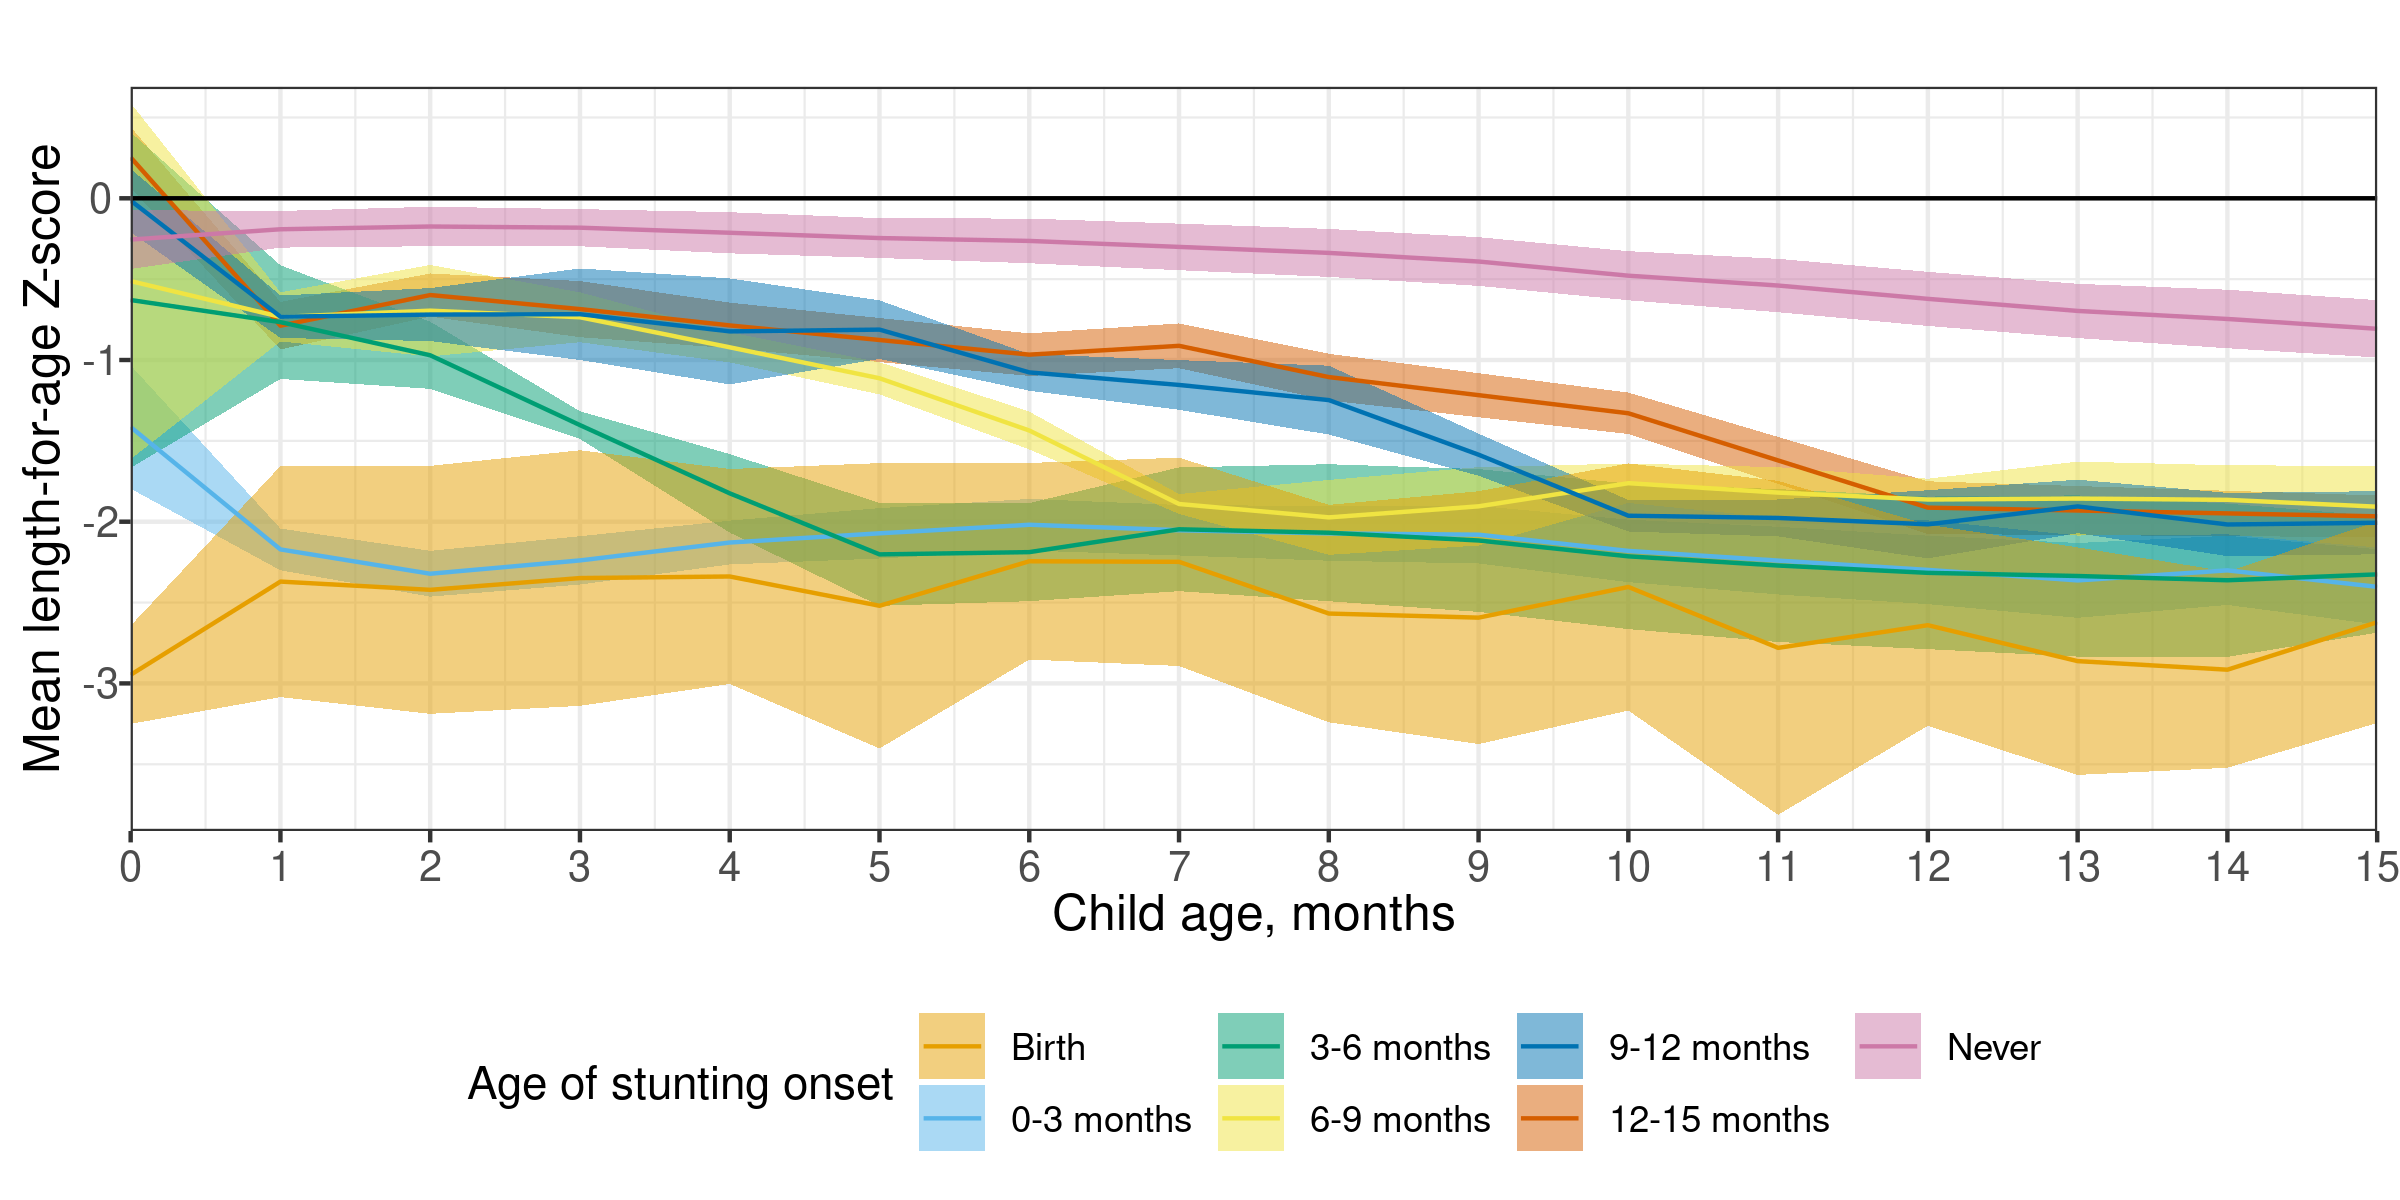 Mean length-for-age Z-score
0
-1
-2
-3
0 1 2 3 4 5 6 7 8 9 10 11 12 13 14 15
Child age, months
Age of stunting onset
Birth 3-6 months 9-12 months Never
0-3 months 6-9 months 12-15 months